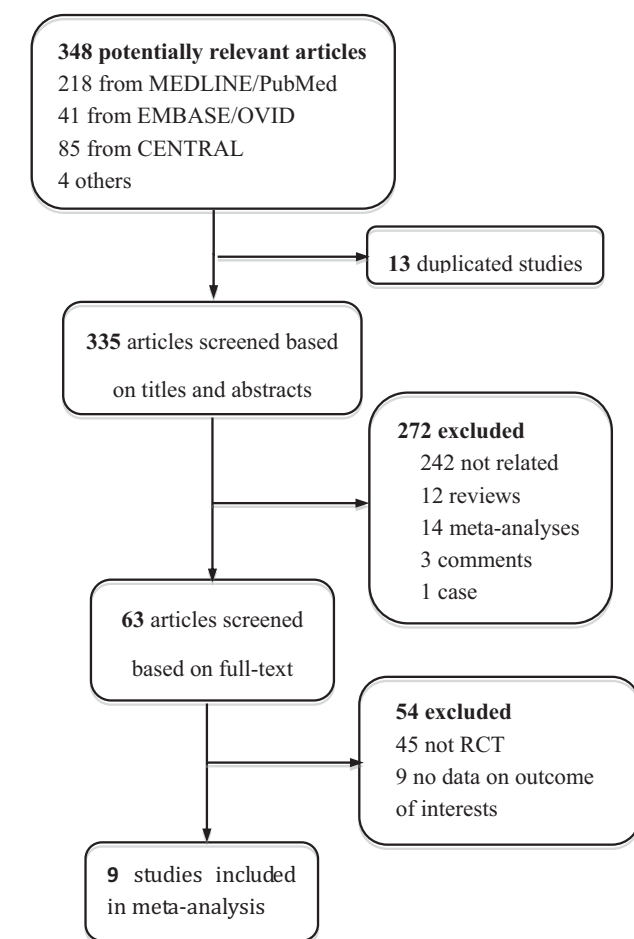 348 potentially relevant articles
218 from MEDLINE/PubMed
41 from EMBASE/OVID
85 from CENTRAL
4 others
13 duplicated studies
335 articles screened based
on titles and abstracts
272 excluded
242 not related
12 reviews
14 meta-analyses
3 comments
1 case
63 articles screened
based on full-text
54 excluded
45 not RCT
9 no data on outcome
of interests
9 studies included
in meta-analysis